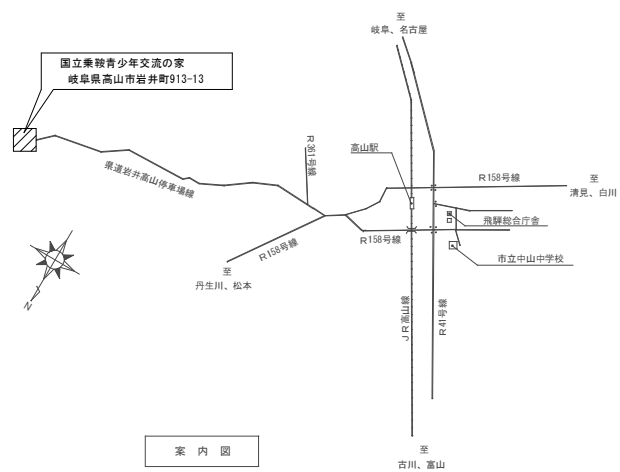 至
岐阜、名古屋
国立乗鞍青少年交流の家
岐阜県高山市岩井町913-13
R361号線
高山駅
県道岩井高山停車場線
R158号線
至
清見、白川
飛騨総合庁舎
R158号線
R158号線
市立中山中学校
至
丹生川、松本
N
JR高山線
R41号線
案内図
至
古川、富山